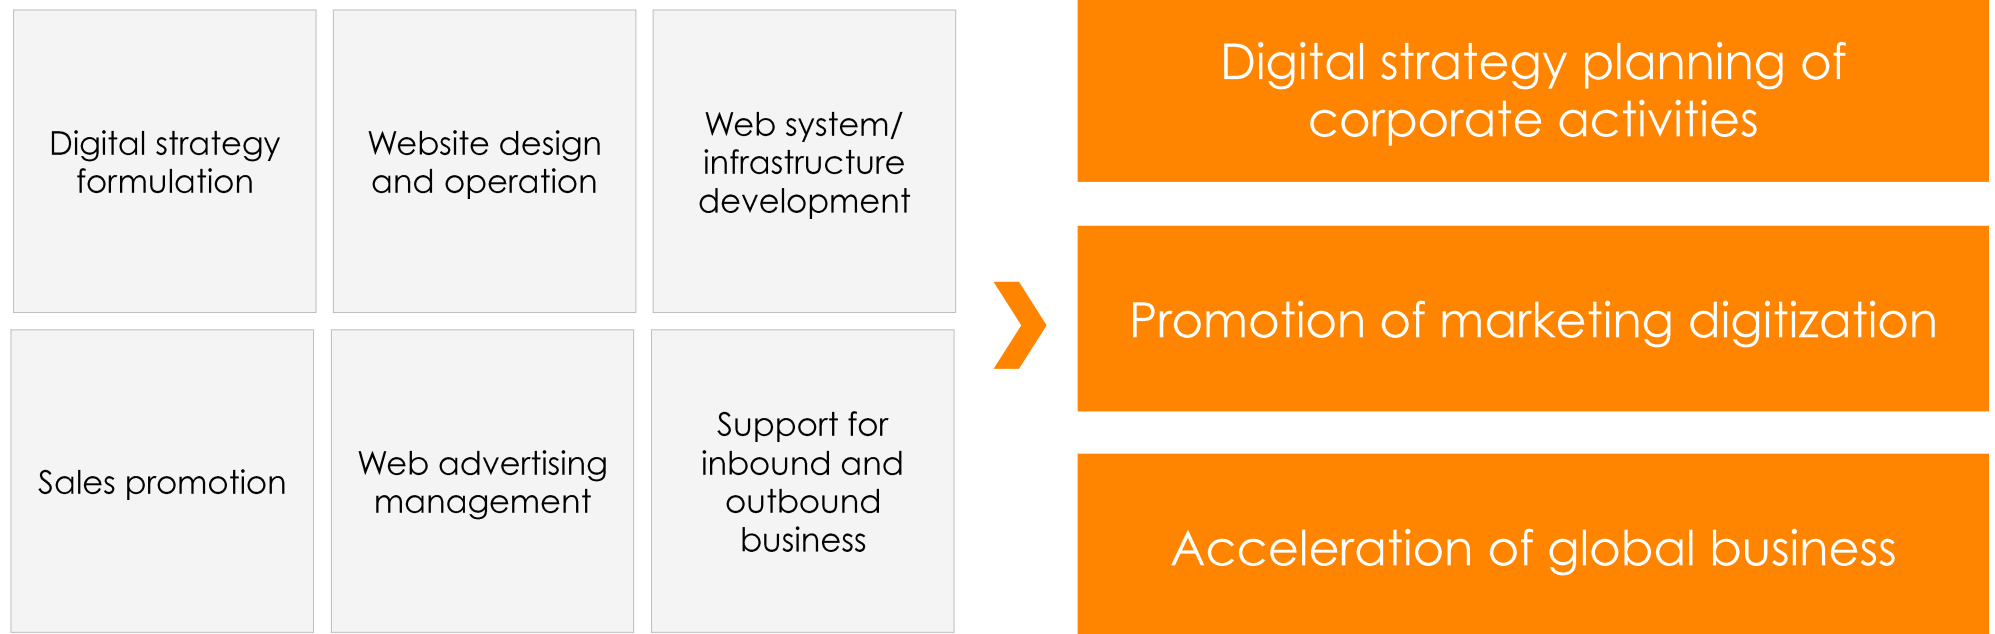 Digital strategy
formulation
Website design
and operation
Web system/
infrastructure
development
Sales promotion
Web advertising
management
Support for
inbound and
outbound
business
Digital strategy planning of
corporate activities
Promotion of marketing digitization
Acceleration of global business